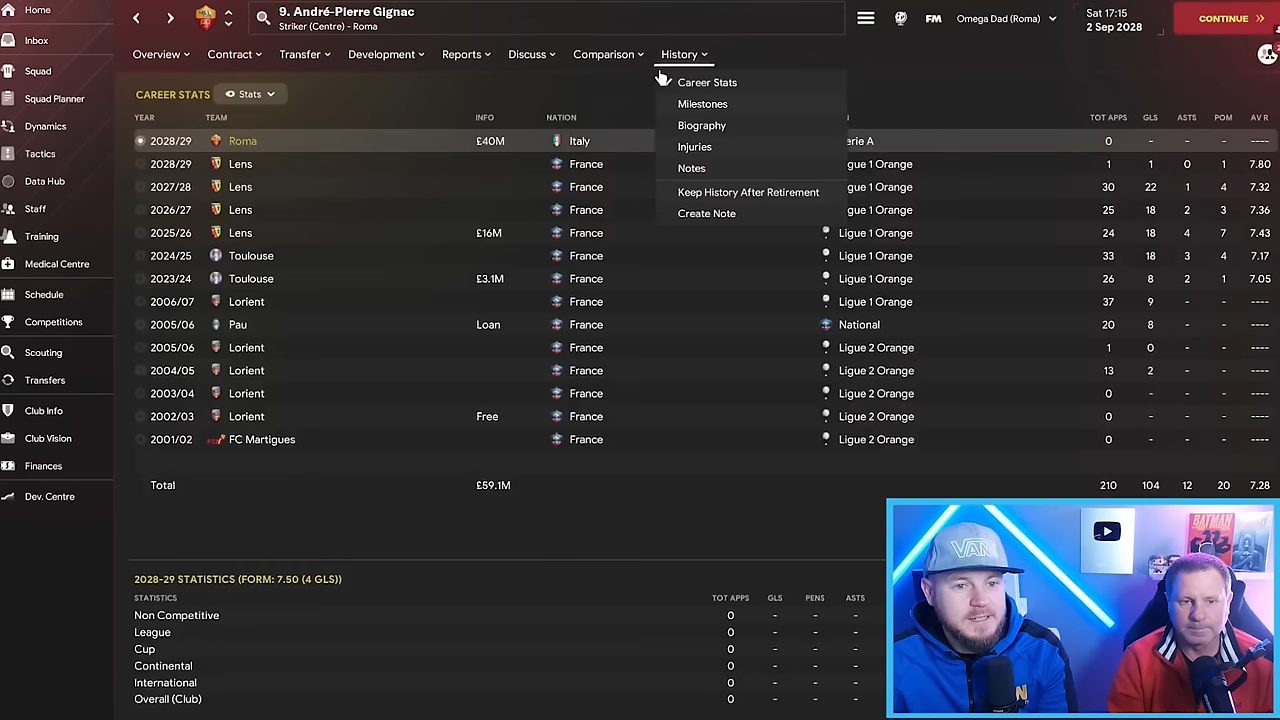 Home
Inbox
Squad
Squad Planner
Dynamics
Tactics
Data Hub
Staff
Training
Medical Centre
Schedule
Competitions
Scouting
Transfers
Club Info
Club Vision
Finances
Dev. Centre
9. André-Pierre Gignac
Striker (Centre) - Roma
FM Omega Dad (Roma)
Sat 17:15
2 Sep 2028
CONTINUE
Overview Contract Transfer Development Reports Discuss Comparison History
Career Stats
Milestones
Biography
Injuries
Notes
Keep History After Retirement
Create Note
CAREER STATS Stats
YEAR TEAM INFO NATION TOT APPS GLS ASTS POM AV R
2028/29 Roma £40M Italy erie A 0 - - - ----
2028/29 Lens France igue 1 Orange 1 1 0 1 7.80
2027/28 Lens France igue 1 Orange 30 22 1 4 7.32
2026/27 Lens France igue 1 Orange 25 18 2 3 7.36
2025/26 Lens £16M France Ligue 1 Orange 24 18 4 7 7.43
2024/25 Toulouse France Ligue 1 Orange 33 18 3 4 7.17
2023/24 Toulouse £3.1M France Ligue 1 Orange 26 8 2 1 7.05
2006/07 Lorient France Ligue 1 Orange 37 9 - - ----
2005/06 Pau Loan France National 20 8 - - ----
2005/06 Lorient France Ligue 2 Orange 1 0 - - ----
2004/05 Lorient France Ligue 2 Orange 13 2 - - ----
2003/04 Lorient France Ligue 2 Orange 0 - - - ----
2002/03 Lorient Free France Ligue 2 Orange 0 - - - ----
2001/02 FC Martigues France Ligue 2 Orange 0 - - - ----
Total £59.1M 210 104 12 20 7.28
2028-29 STATISTICS (FORM: 7.50 (4 GLS))
STATISTICS TOT APPS GLS PENS ASTS
Non Competitive 0 - - -
League 0 - - -
Cup 0 - - -
Continental 0 - - -
International 0 - - -
Overall (Club) 0 - - -
VANS
BATMAN